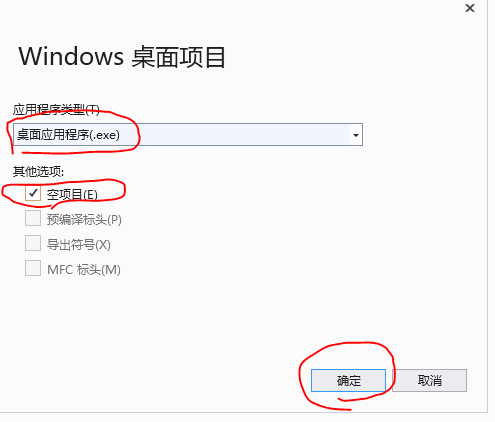 Windows 桌面项目
应用程序类型(T)
桌面应用程序(.exe)
其他选项:
空项目(E)
预编译标头(P)
导出符号(X)
MFC 标头(M)
确定 取消